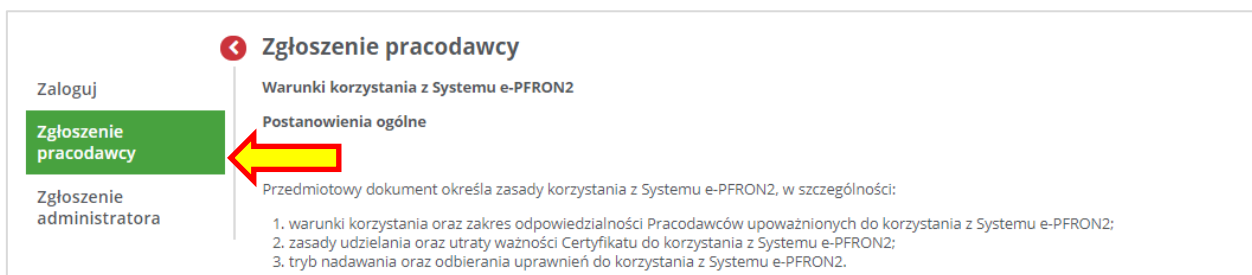 Zgłoszenie pracodawcy
Zaloguj
Zgłoszenie
pracodawcy
Zgłoszenie
administratora
Warunki korzystania z Systemu e-PFRON2
Postanowienia ogólne
Przedmiotowy dokument określa zasady korzystania z Systemu e-PFRON2, w szczególności:
1. warunki korzystania oraz zakres odpowiedzialności Pracodawców upoważnionych do korzystania z Systemu e-PFRON2;
2. zasady udzielania oraz utraty ważności Certyfikatu do korzystania z Systemu e-PFRON2;
3. tryb nadawania oraz odbierania uprawnień do korzystania z Systemu e-PFRON2.